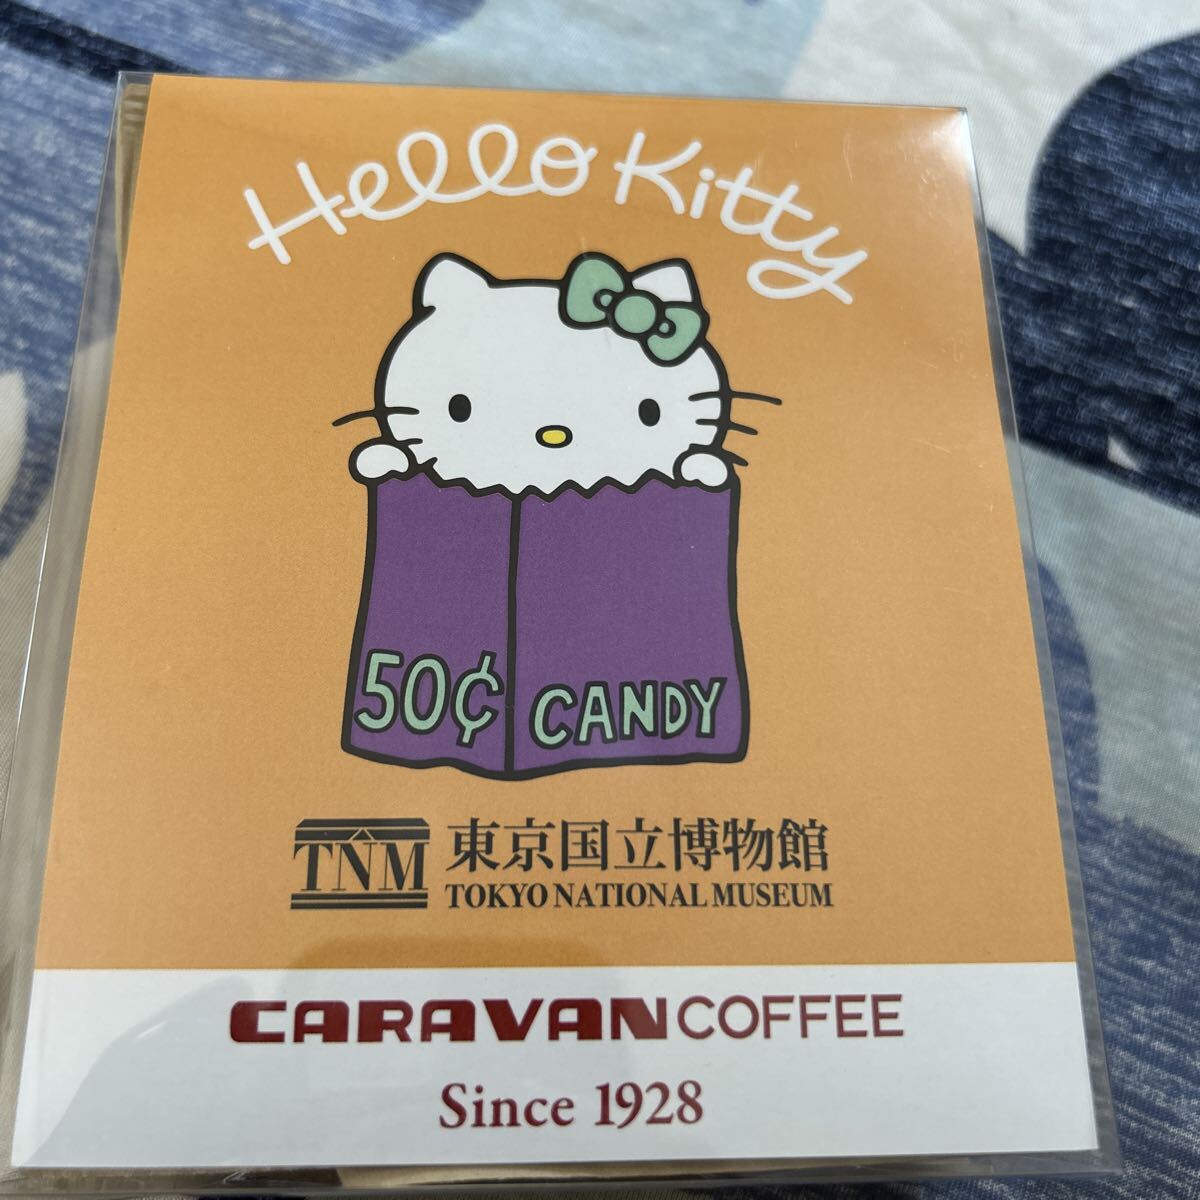 Hello Kitty
50¢ CANDY
TNM 東京国立博物館
TOKYO NATIONAL MUSEUM
CARAVAN COFFEE
Since 1928